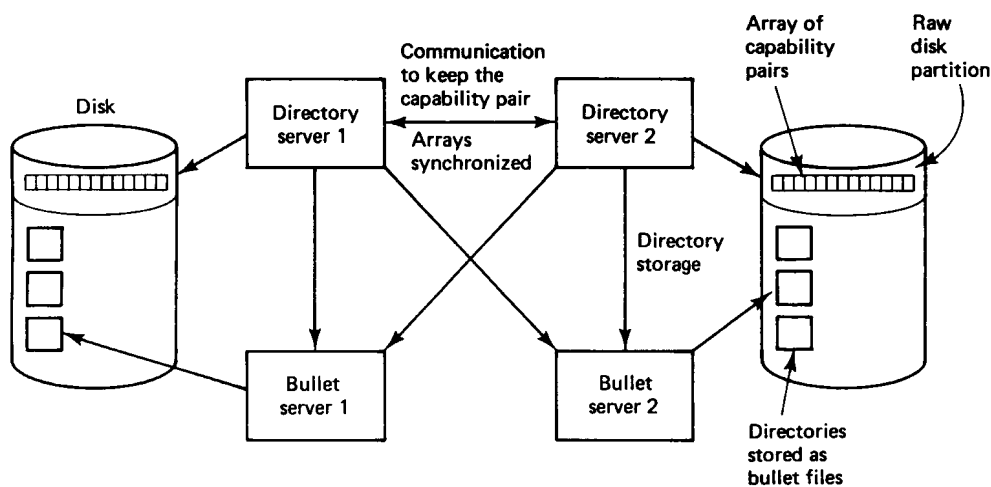 Array of
capability
pairs
Raw
disk
partition
Communication
to keep the
capability pair
Arrays
synchronized
Disk
Directory
server 1
Directory
server 2
Directory
storage
Bullet
server 1
Bullet
server 2
Directories
stored as
bullet files